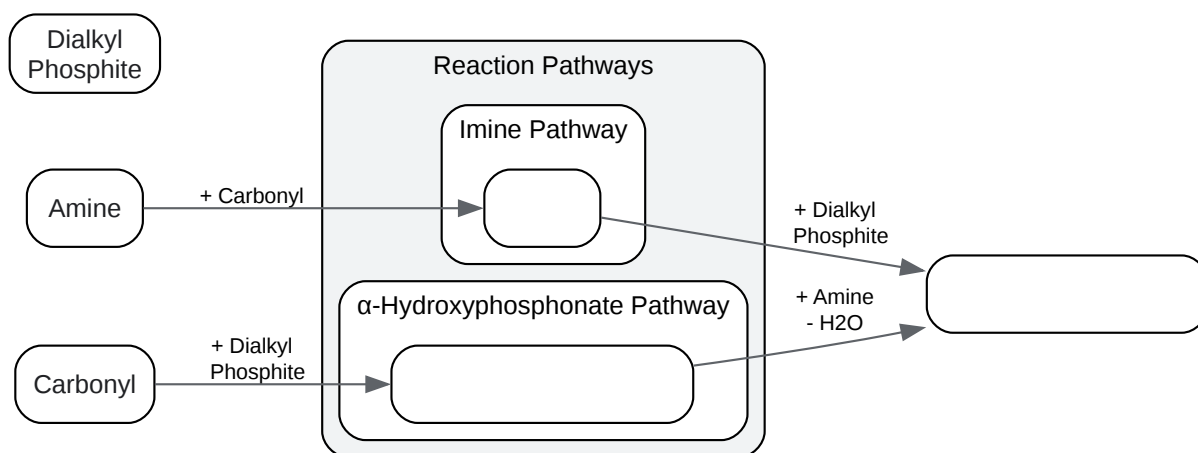 Dialkyl
Phosphite
Reaction Pathways
Imine Pathway
Amine
+ Carbonyl
+ Dialkyl
Phosphite
α-Hydroxyphosphonate Pathway
+ Amine
- H2O
+ Dialkyl
Phosphite
Carbonyl